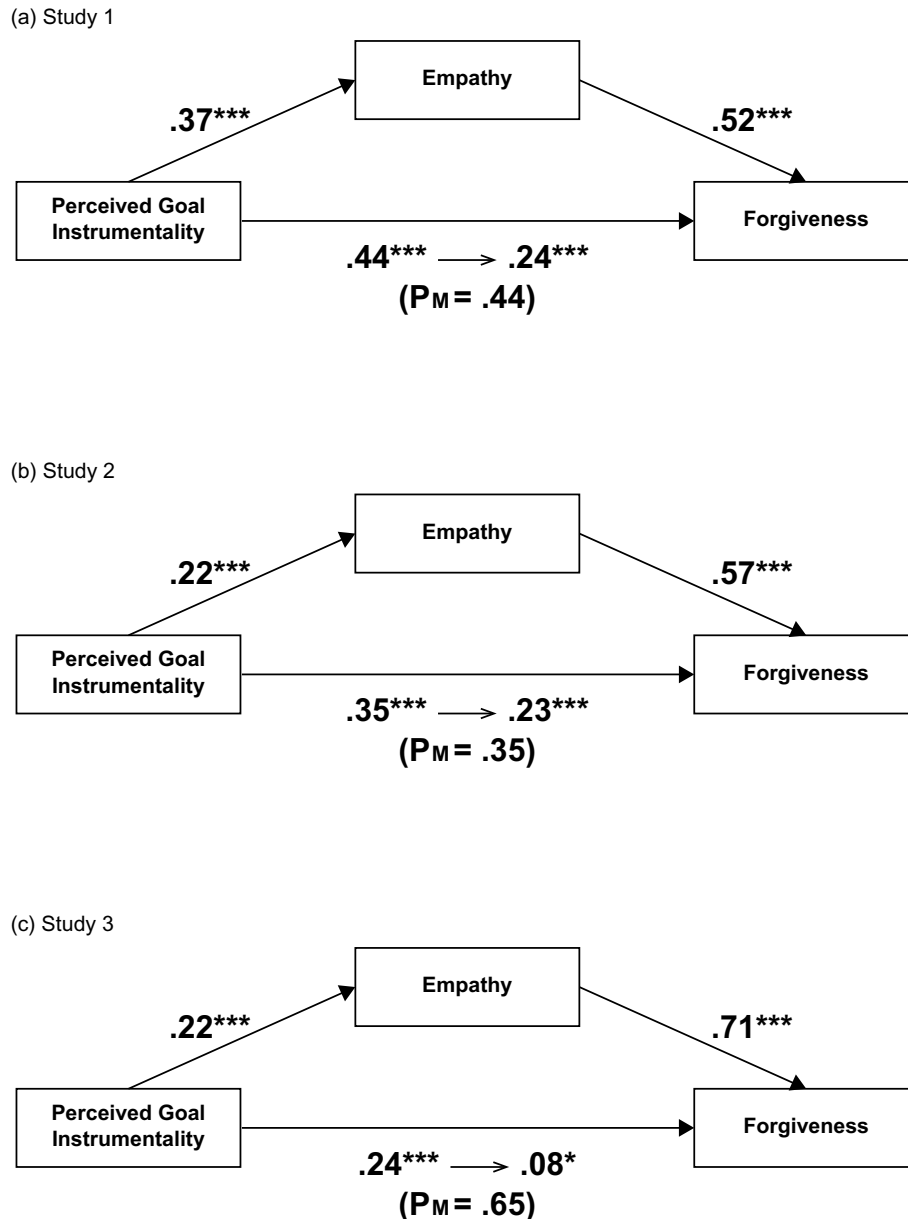 (a) Study 1
Empathy
.37***
.52***
Perceived Goal
Instrumentality
Forgiveness
.44*** → .24***
(PM = .44)
(b) Study 2
Empathy
.22***
.57***
Perceived Goal
Instrumentality
Forgiveness
.35*** → .23***
(PM = .35)
(c) Study 3
Empathy
.22***
.71***
Perceived Goal
Instrumentality
Forgiveness
.24*** → .08*
(PM = .65)